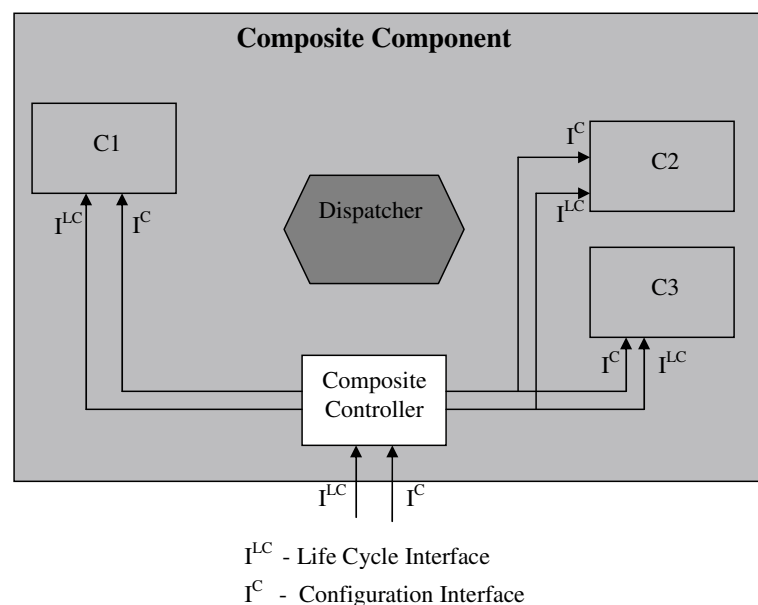 Composite Component
C1
I^C
C2
Dispatcher
I^LC
I^LC
I^C
C3
Composite
Controller
I^C
I^LC
I^LC
I^C
I^LC - Life Cycle Interface
I^C - Configuration Interface